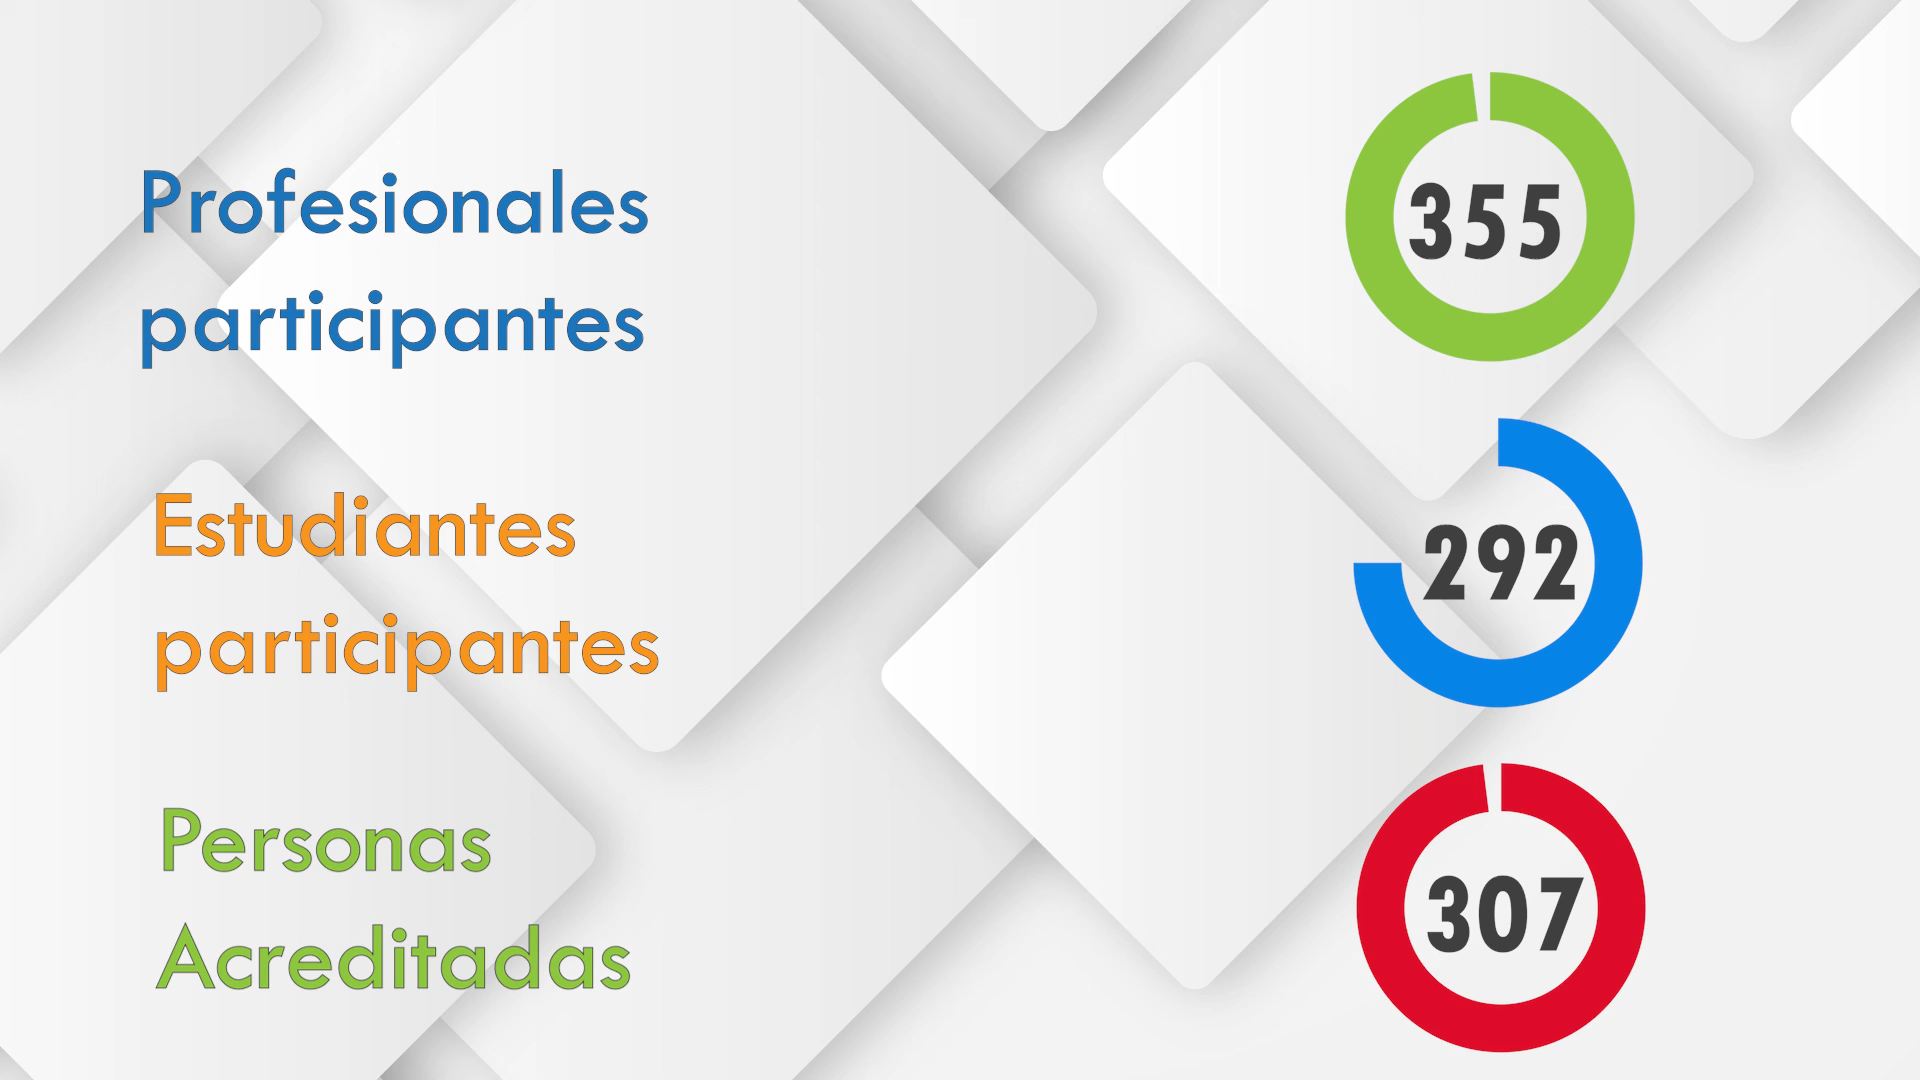 Profesionales
participantes
355
Estudiantes
participantes
292
Personas
Acreditadas
307